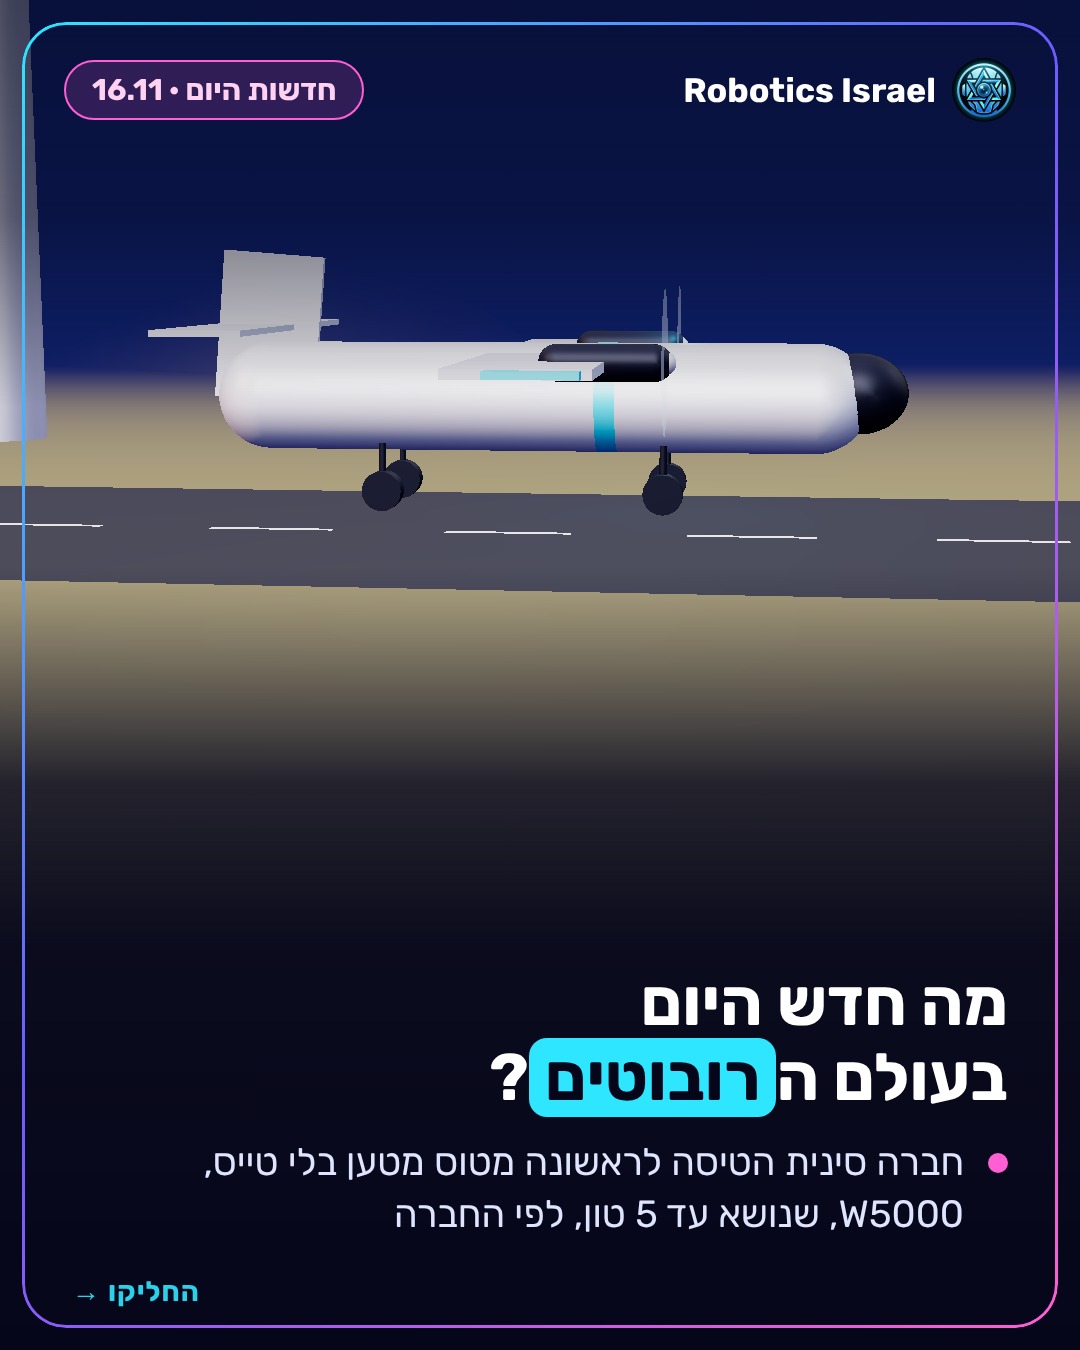 Robotics Israel
חדשות היום • 16.11
מה חדש היום
בעולם הרובוטים?
חברה סינית הטיסה לראשונה מטוס מטען בלי טייס,
W5000, שנושא עד 5 טון, לפי החברה
החליקו ←